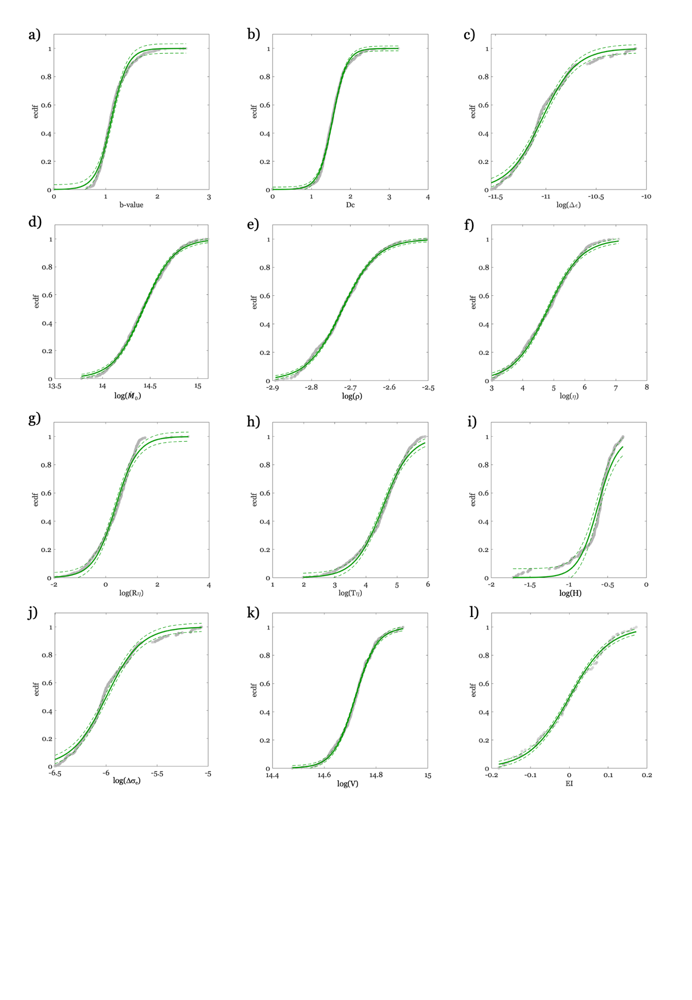 a) b) c)
1 1 1
0.8 0.8 0.8
0.6 0.6 0.6
ecdf ecdf ecdf
0.4 0.4 0.4
0.2 0.2 0.2
0 0 0
0 1 2 3 0 1 2 3 4 -11.5 -11 -10.5 -10
b-value Dc log(Δϵ)
d) e) f)
1 1 1
0.8 0.8 0.8
0.6 0.6 0.6
ecdf ecdf ecdf
0.4 0.4 0.4
0.2 0.2 0.2
0 0 0
13.5 14 14.5 15 -2.9 -2.8 -2.7 -2.6 -2.5 3 4 5 6 7 8
log(Ṁ₀) log(ρ) log(η)
g) h) i)
1 1 1
0.8 0.8 0.8
0.6 0.6 0.6
ecdf ecdf ecdf
0.4 0.4 0.4
0.2 0.2 0.2
0 0 0
-2 0 2 4 1 2 3 4 5 6 -2 -1.5 -1 -0.5 0
log(Rη) log(Tη) log(H)
j) k) l)
1 1 1
0.8 0.8 0.8
0.6 0.6 0.6
ecdf ecdf ecdf
0.4 0.4 0.4
0.2 0.2 0.2
0 0 0
-6.5 -6 -5.5 -5 14.4 14.6 14.8 15 -0.2 -0.1 0 0.1 0.2
log(Δσₑ) log(V) EI